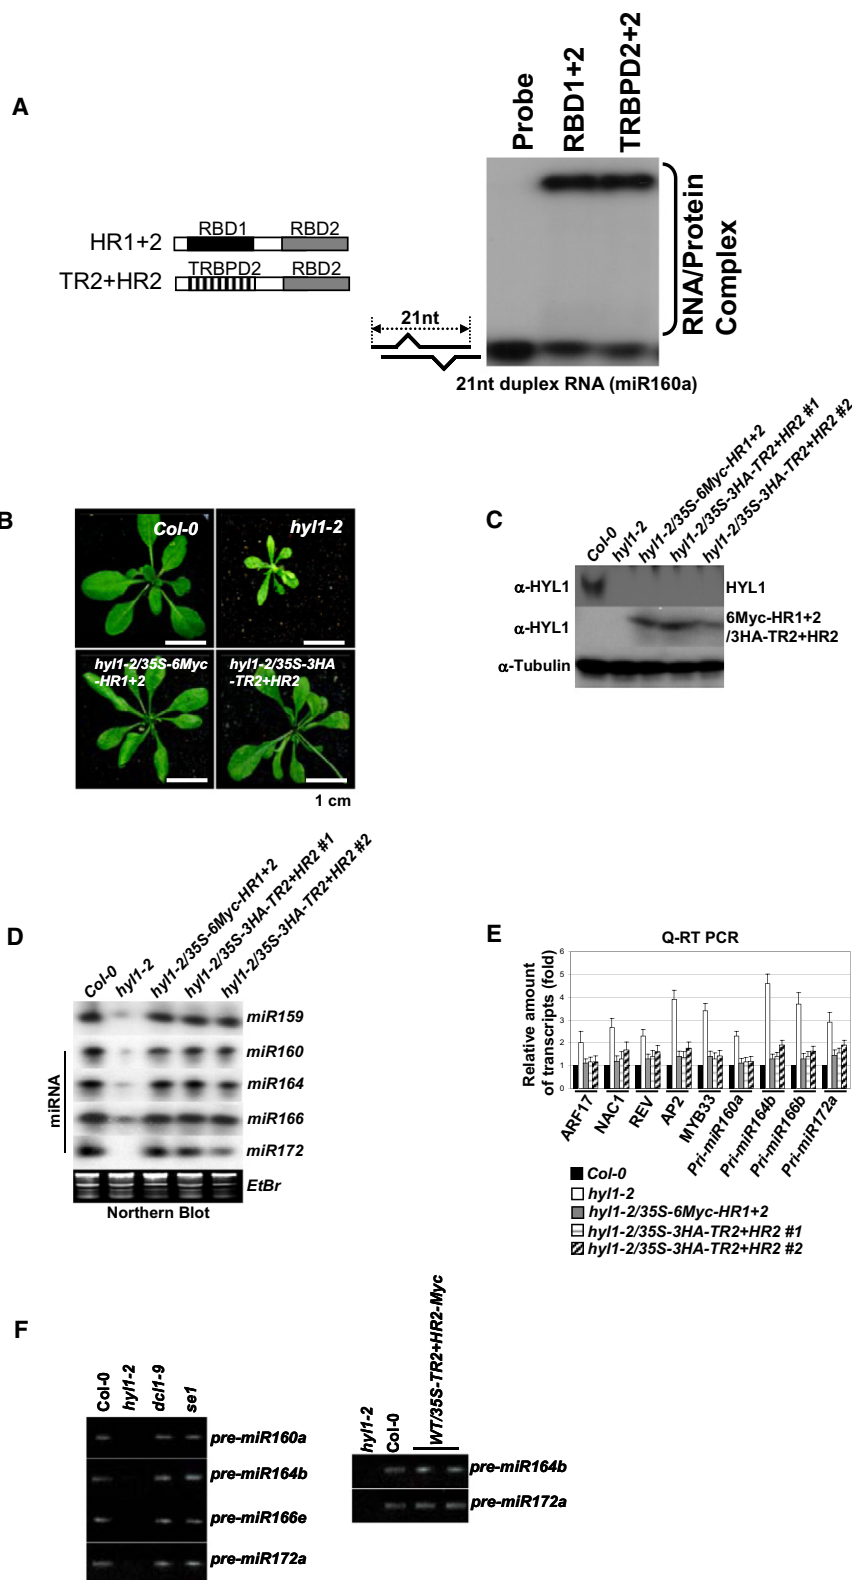 A
Probe
RBD1+2
TRBPD2+2
HR1+2
RBD1
RBD2
TR2+HR2
TRBPD2
RBD2
RNA/Protein
Complex
21nt
21nt duplex RNA (miR160a)
B
Col-0
hyl1-2
hyl1-2/35S-6Myc
-HR1+2
hyl1-2/35S-3HA
-TR2+HR2
1 cm
C
Col-0
hyl1-2
hyl1-2/35S-6Myc-HR1+2
hyl1-2/35S-3HA-TR2+HR2 #1
hyl1-2/35S-3HA-TR2+HR2 #2
α-HYL1
HYL1
α-HYL1
6Myc-HR1+2
/3HA-TR2+HR2
α-Tubulin
D
Col-0
hyl1-2
hyl1-2/35S-6Myc-HR1+2
hyl1-2/35S-3HA-TR2+HR2 #1
hyl1-2/35S-3HA-TR2+HR2 #2
miRNA
miR159
miR160
miR164
miR166
miR172
EtBr
Northern Blot
E
Q-RT PCR
Relative amount
of transcripts (fold)
6
5
4
3
2
1
0
ARF17
NAC1
REV
AP2
MYB33
Pri-miR160a
Pri-miR164b
Pri-miR166b
Pri-miR172a
Col-0
hyl1-2
hyl1-2/35S-6Myc-HR1+2
hyl1-2/35S-3HA-TR2+HR2 #1
hyl1-2/35S-3HA-TR2+HR2 #2
F
Col-0
hyl1-2
dcl1-9
se1
pre-miR160a
pre-miR164b
pre-miR166e
pre-miR172a
hyl1-2
Col-0
WT/35S-TR2+HR2-Myc
pre-miR164b
pre-miR172a